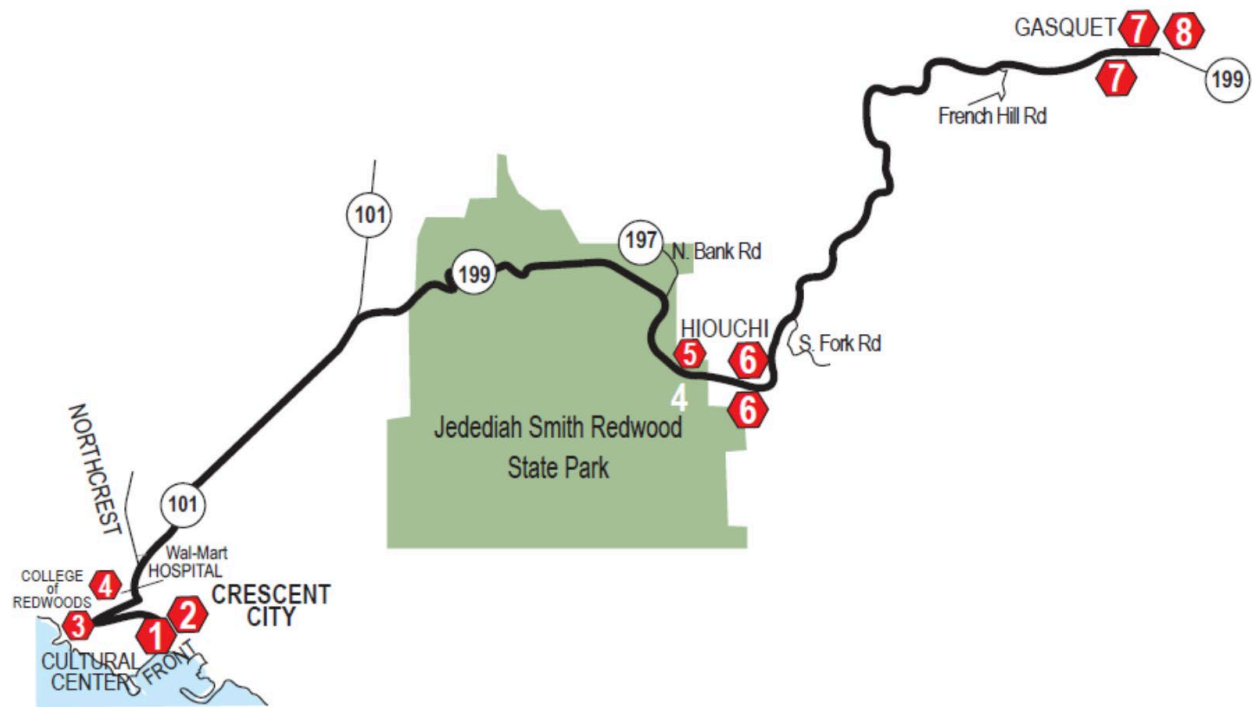 GASQUET 7 8
7
199
French Hill Rd
101
197
N. Bank Rd
199
HIOUCHI
5 6
S. Fork Rd
4 6
Jedediah Smith Redwood
State Park
NORTHCREST
101
Wal-Mart
HOSPITAL
4
COLLEGE
of
REDWOODS
3
CRESCENT
CITY
1 2
CULTURAL
CENTER
FRONT